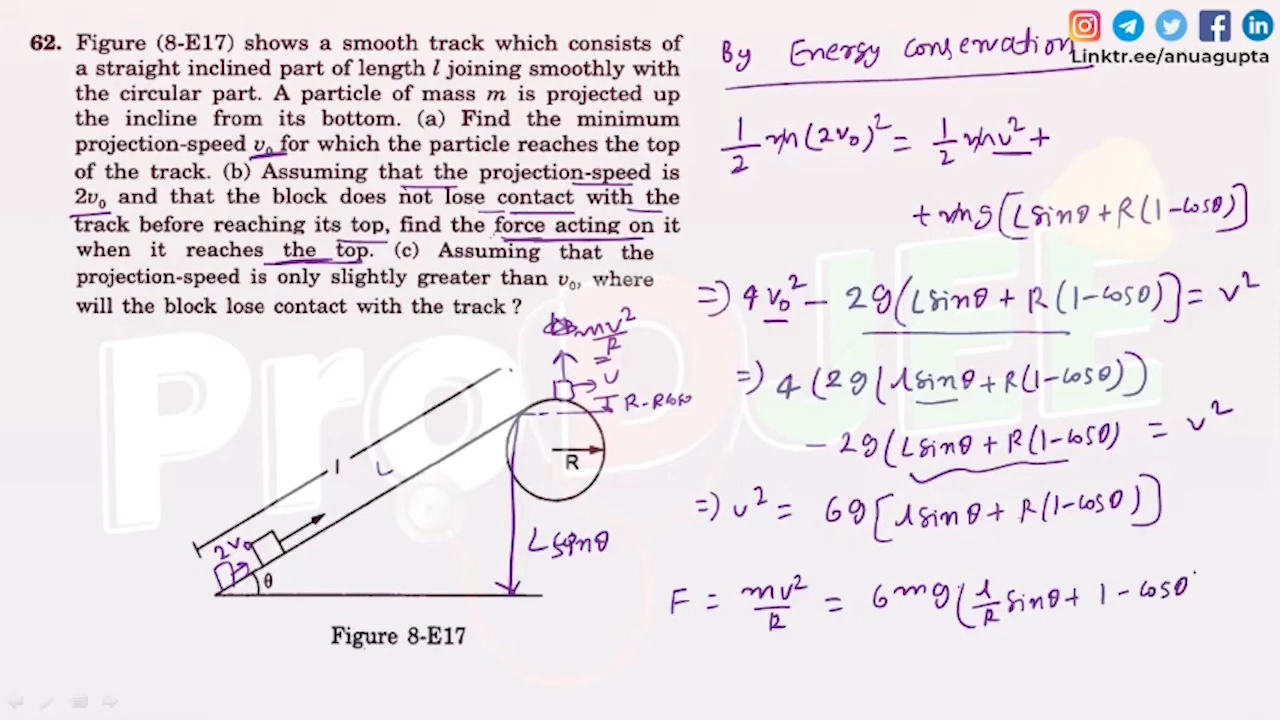 62. Figure (8-E17) shows a smooth track which consists of
a straight inclined part of length l joining smoothly with
the circular part. A particle of mass m is projected up
the incline from its bottom. (a) Find the minimum
projection-speed v₀ for which the particle reaches the top
of the track. (b) Assuming that the projection-speed is
2v₀ and that the block does not lose contact with the
track before reaching its top, find the force acting on it
when it reaches the top. (c) Assuming that the
projection-speed is only slightly greater than v₀, where
will the block lose contact with the track ?
mv²/R
v
R-Rcosθ
R
l
L
2v₀
θ
Lsinθ
Figure 8-E17
By Energy conservation
Linktr.ee/anuagupta
1/2 m(2v₀)² = 1/2 mv² +
+ mg[Lsinθ + R(1-cosθ)]
=) 4v₀² - 2g(Lsinθ + R(1-cosθ)] = v²
=) 4(2g(lsinθ + R(1-cosθ))
- 2g(Lsinθ + R(1-cosθ) = v²
=) v² = 6g[lsinθ + R(1-cosθ)]
F = mv²/R = 6mg(l/R sinθ + 1 - cosθ
ProJEE